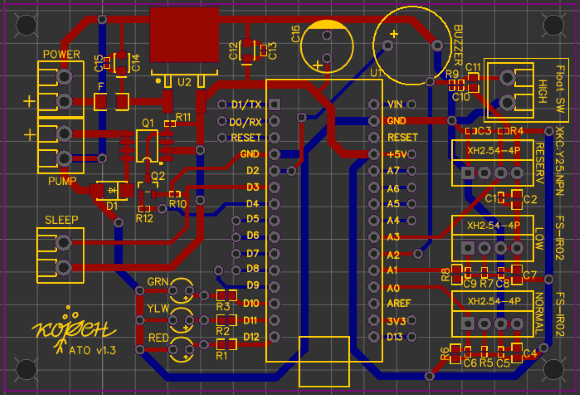 POWER
+
+
PUMP
SLEEP
C15
C14
F
U2
C12
C13
C16
+
+
U1
BUZZER
R9
C10
C11
HIGH
Float SW.
Q1
R11
Q2
D1
R12
R10
D1/TX
D0/RX
RESET
GND
D2
D3
D4
D5
D6
D7
D8
D9
D10
D11
D12
VIN
GND
RESET
+5V
A7
A6
A5
A4
A3
A2
A1
A0
AREF
3V3
D13
C3
R4
XH2.54-4P
RESERV
XKC-Y25-NPN
C1
C2
XH2.54-4P
LOW
FS-IR02
R8
C9
R7
C8
C7
XH2.54-4P
NORMAL
FS-IR02
R6
C6
R5
C5
C4
GRN
YLW
RED
R3
R2
R1
ATO v1.3